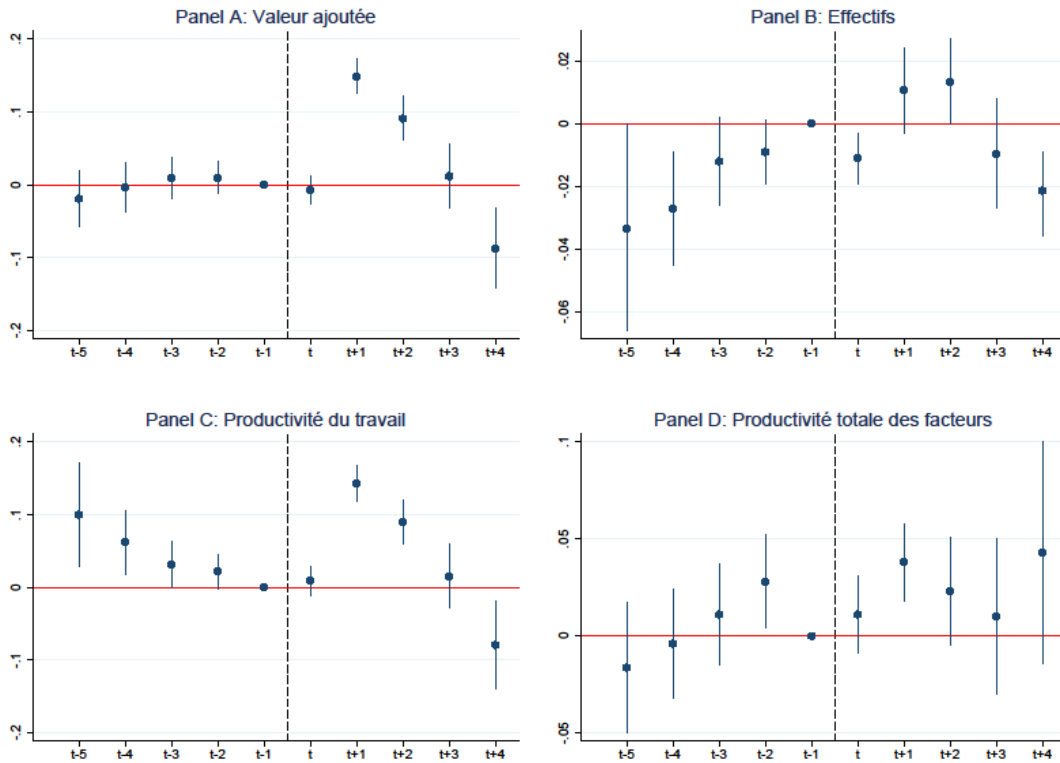 Panel A: Valeur ajoutée
.2
.1
0
-.1
-.2
t-5 t-4 t-3 t-2 t-1 t t+1 t+2 t+3 t+4
Panel B: Effectifs
.02
0
-.02
-.04
-.06
t-5 t-4 t-3 t-2 t-1 t t+1 t+2 t+3 t+4
Panel C: Productivité du travail
.2
.1
0
-.1
-.2
t-5 t-4 t-3 t-2 t-1 t t+1 t+2 t+3 t+4
Panel D: Productivité totale des facteurs
.1
.05
0
-.05
t-5 t-4 t-3 t-2 t-1 t t+1 t+2 t+3 t+4